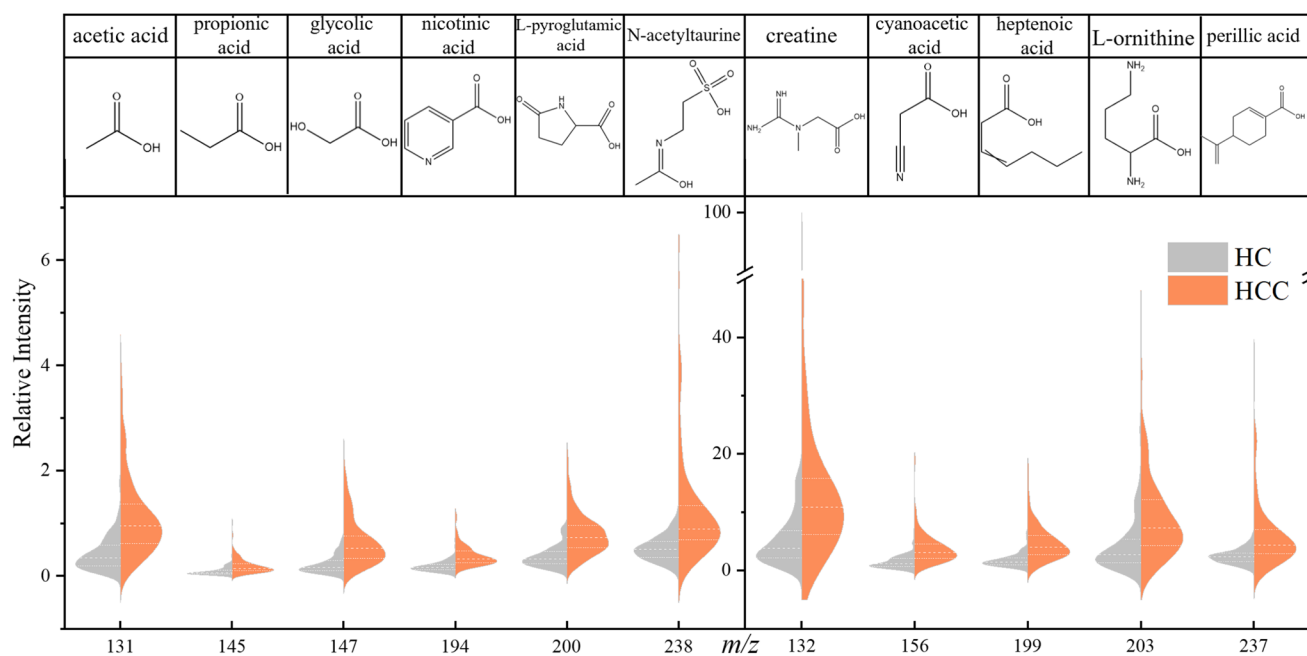 acetic acid
propionic
acid
glycolic
acid
nicotinic
acid
L-pyroglutamic
acid
N-acetyltaurine
creatine
cyanoacetic
acid
heptenoic
acid
L-ornithine
perillic acid
O
OH
O
OH
HO
O
OH
O
OH
N
O
H
N
O
OH
O
S
O
OH
N
OH
NH
NH₂
N
O
OH
O
OH
N
O
OH
NH₂
O
OH
NH₂
O
OH
Relative Intensity
6
4
2
0
100
40
20
0
HC
HCC
131
145
147
194
200
238
m/z
132
156
199
203
237